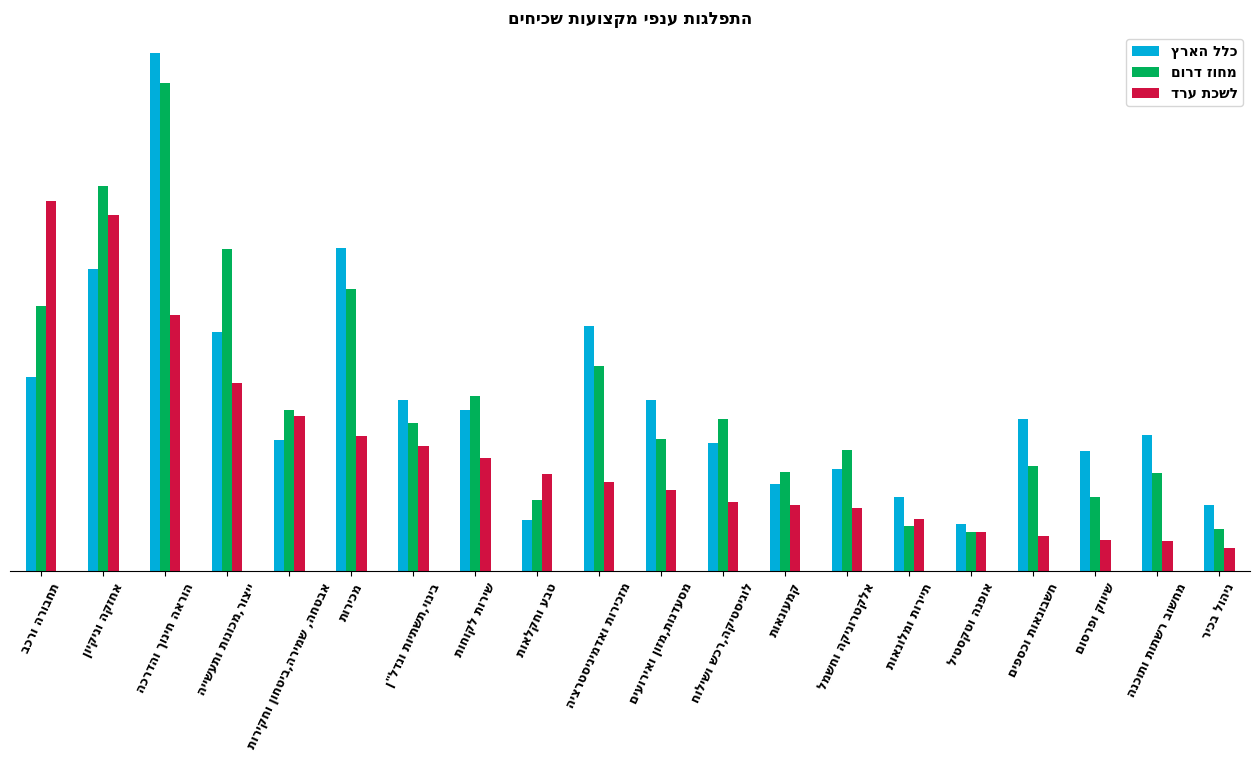 התפלגות ענפי מקצועות שכיחים
כלל הארץ
מחוז דרום
לשכת ערד
תחבורה ורכב
אחזקה וניקיון
הוראה חינוך והדרכה
ייצור,מכונות ותעשייה
אבטחה, שמירה,ביטחון וחקירות
מכירות
בינוי,תשתיות ונדל"ן
שירות לקוחות
טבע וחקלאות
מזכירות ואדמיניסטרציה
מסעדנות,מזון ואירועים
לוגיסטיקה,רכש ושילוח
קמעונאות
אלקטרוניקה וחשמל
תיירות ומלונאות
אופנה וטקסטיל
חשבונאות וכספים
שיווק ופרסום
מחשוב רשתות ותוכנה
ניהול בכיר